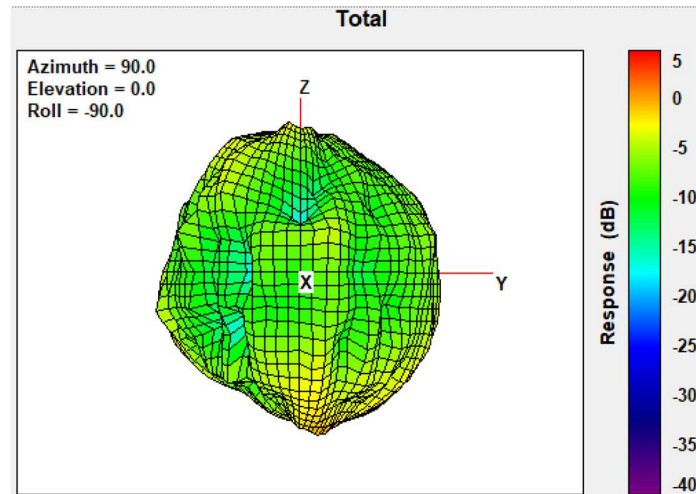 Total
Azimuth = 90.0
Elevation = 0.0
Roll = -90.0
Z
X
Y
5
0
-5
-10
-15
-20
-25
-30
-35
-40
Response (dB)